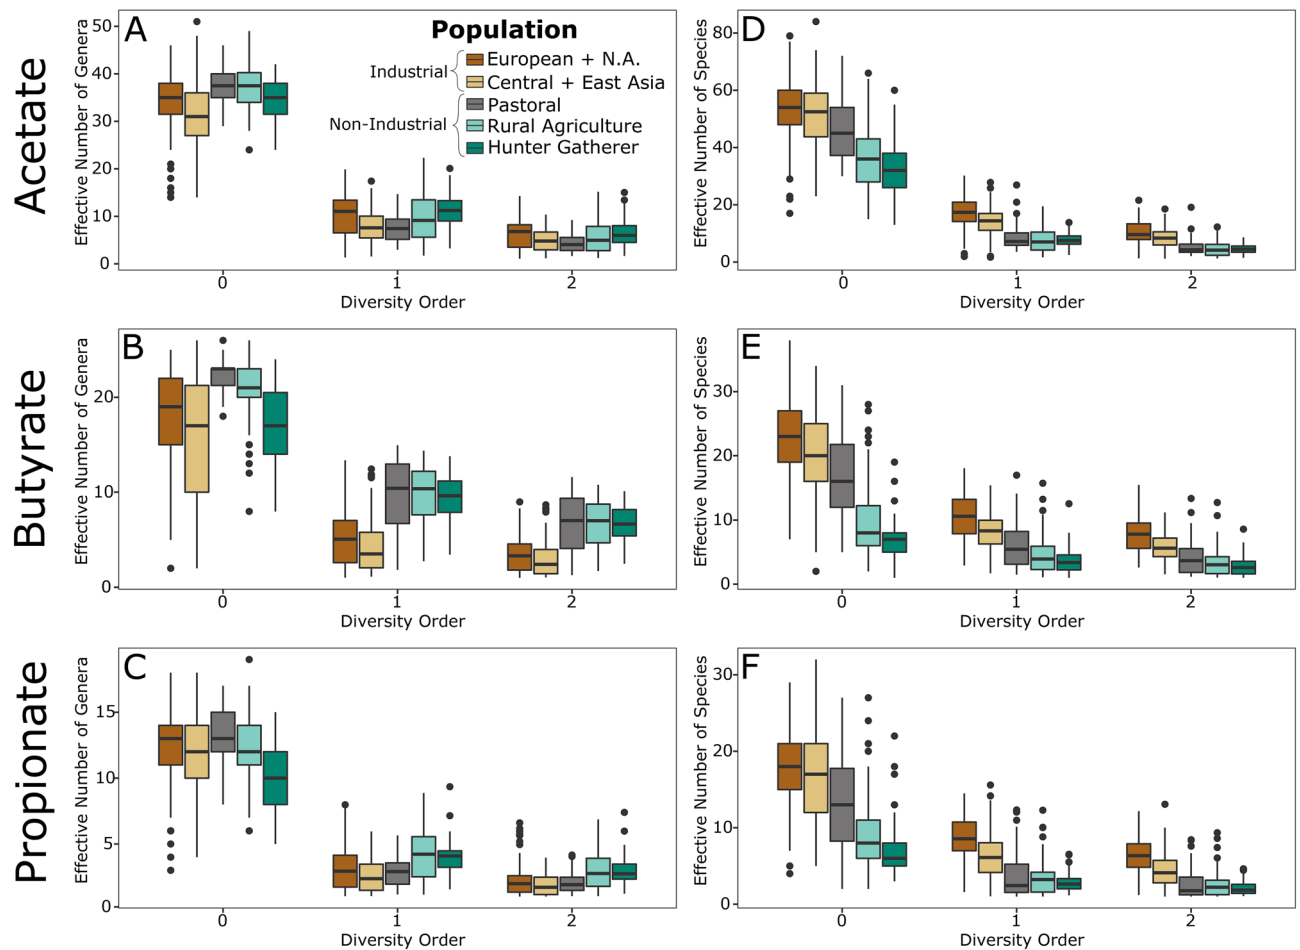 Acetate
A
Effective Number of Genera
50
40
30
20
10
0
0
1
2
Diversity Order
Population
Industrial
European + N.A.
Central + East Asia
Non-Industrial
Pastoral
Rural Agriculture
Hunter Gatherer
D
Effective Number of Species
80
60
40
20
0
0
1
2
Diversity Order
Butyrate
B
Effective Number of Genera
20
10
0
0
1
2
Diversity Order
E
Effective Number of Species
30
20
10
0
0
1
2
Diversity Order
Propionate
C
Effective Number of Genera
15
10
5
0
0
1
2
Diversity Order
F
Effective Number of Species
30
20
10
0
0
1
2
Diversity Order